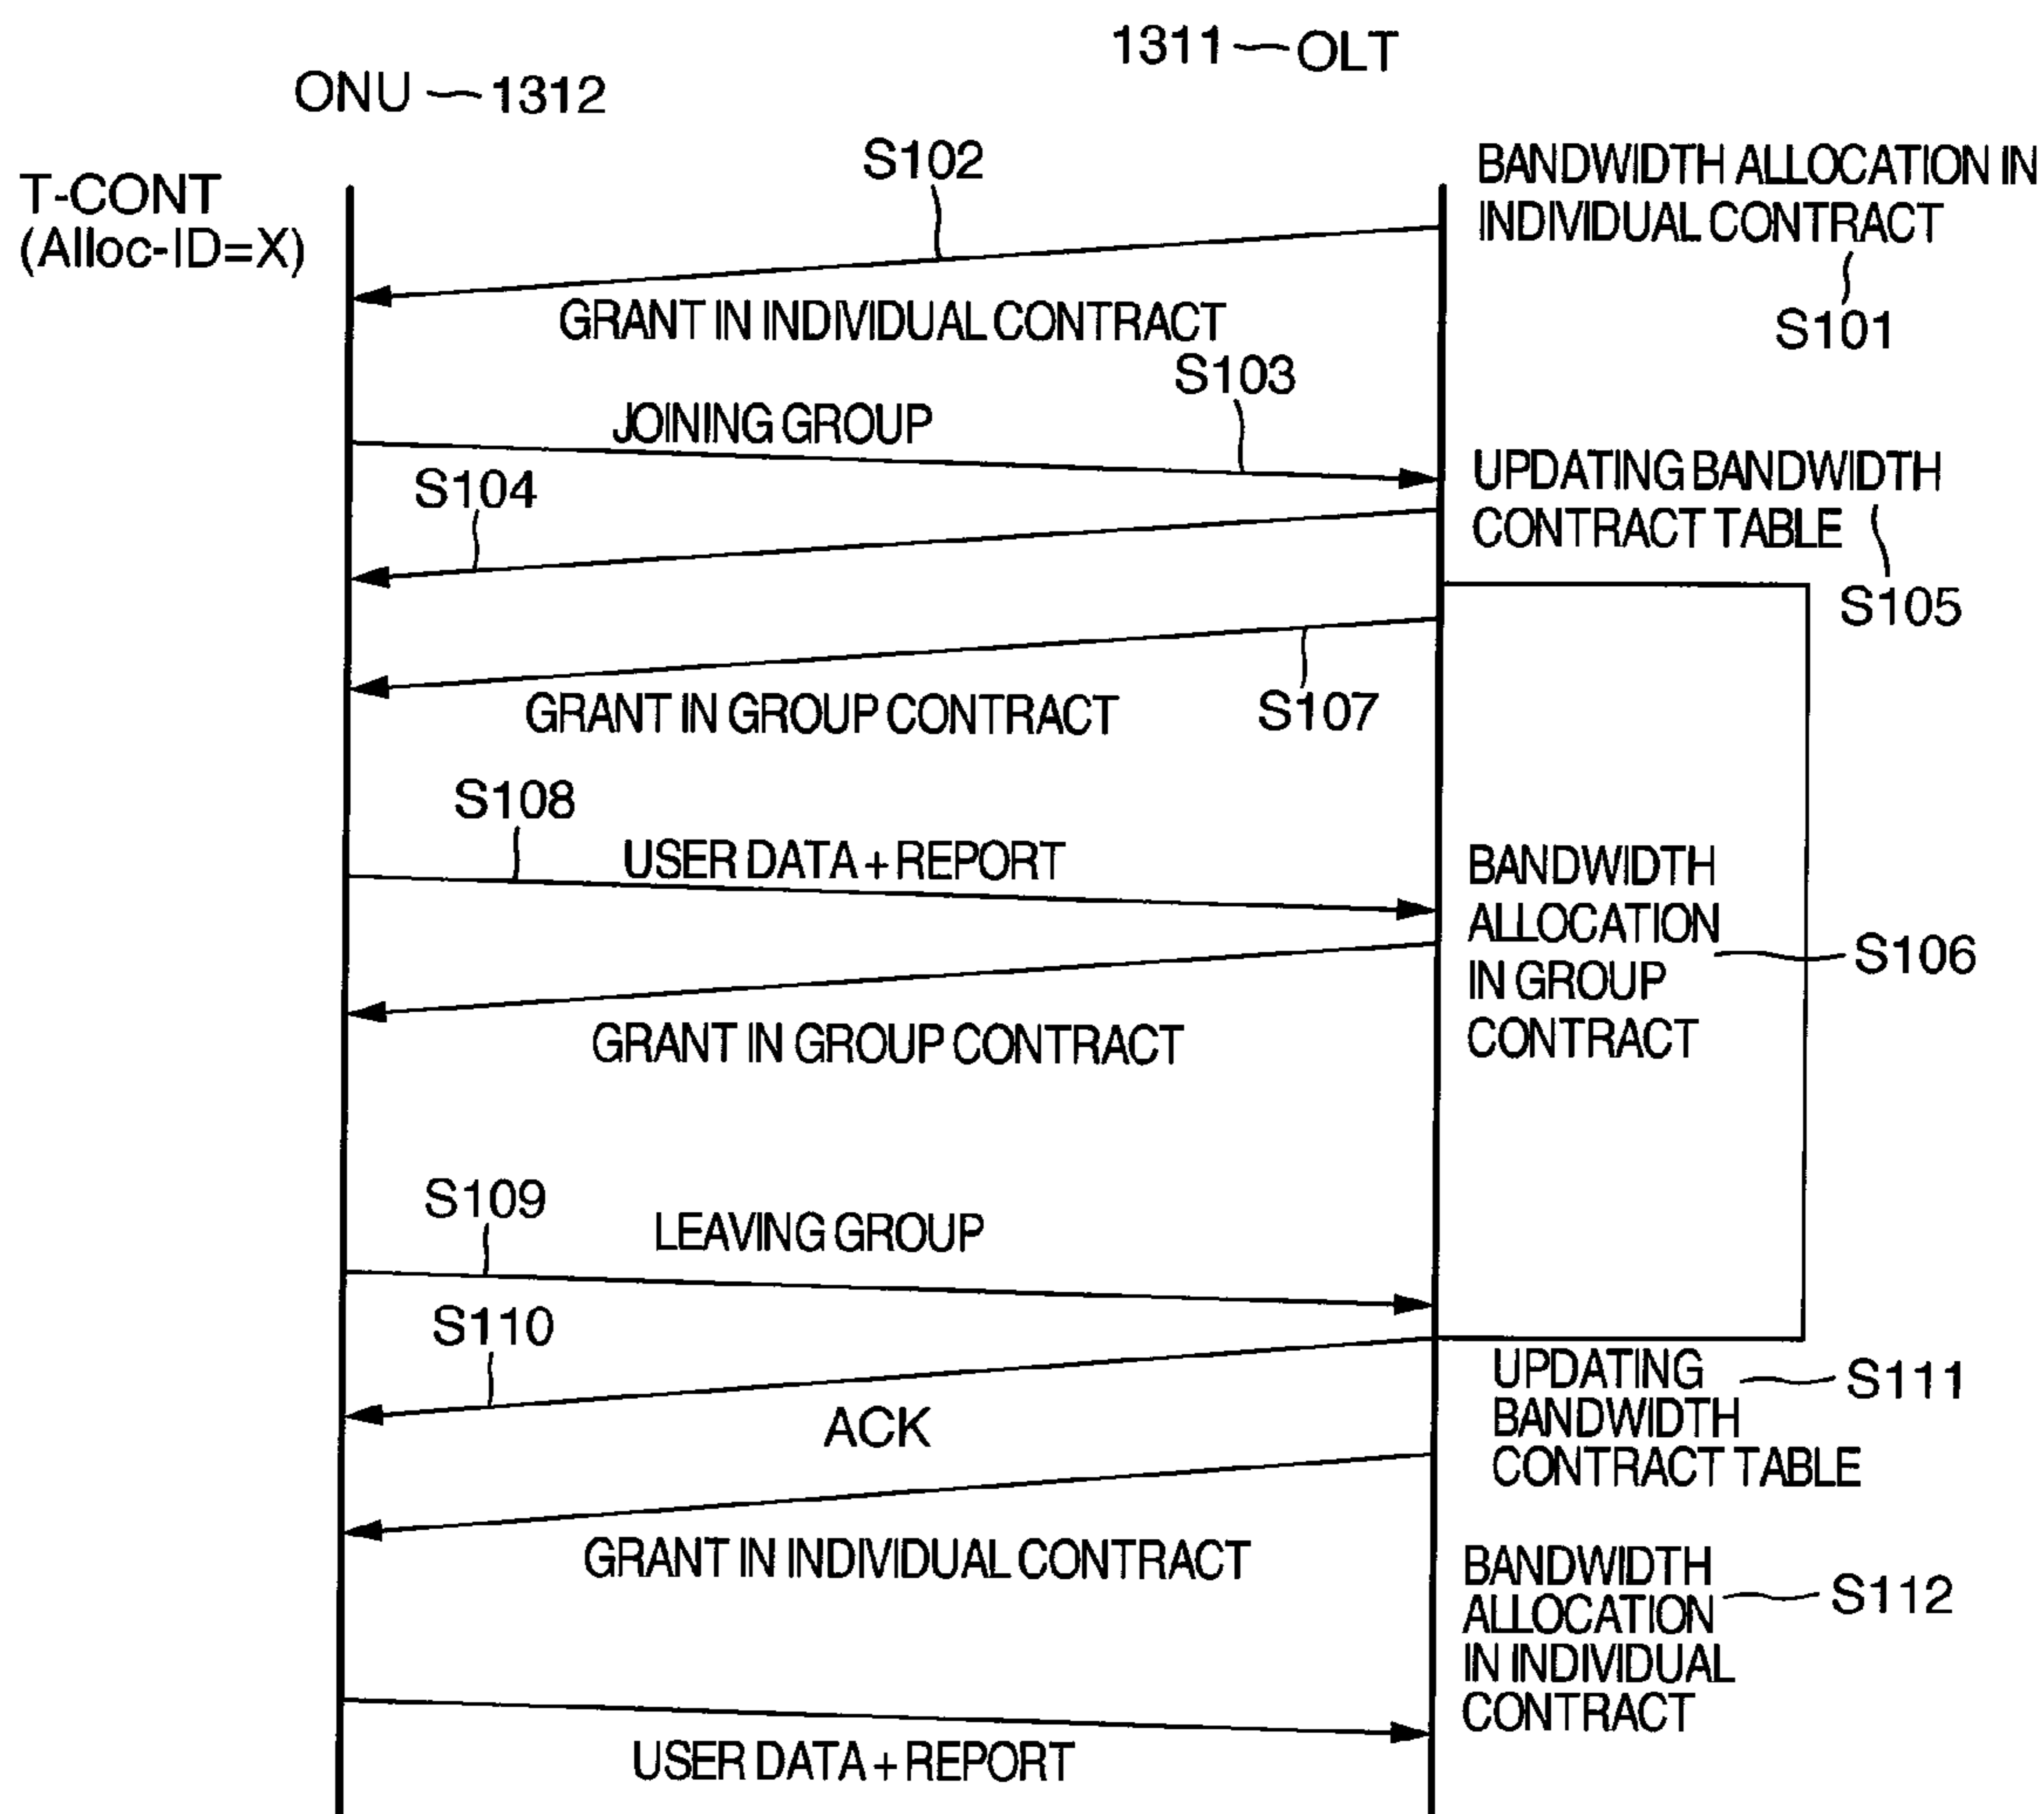 1311 OLT
ONU 1312
S102
BANDWIDTH ALLOCATION IN
INDIVIDUAL CONTRACT
T-CONT
(Alloc-ID=X)
S101
GRANT IN INDIVIDUAL CONTRACT
S103
JOINING GROUP
S104
UPDATING BANDWIDTH
CONTRACT TABLE
S105
GRANT IN GROUP CONTRACT
S107
S108
USER DATA + REPORT
BANDWIDTH
ALLOCATION
IN GROUP
CONTRACT
S106
GRANT IN GROUP CONTRACT
S109
LEAVING GROUP
S110
ACK
UPDATING
BANDWIDTH
CONTRACT TABLE
S111
GRANT IN INDIVIDUAL CONTRACT
BANDWIDTH
ALLOCATION
IN INDIVIDUAL
CONTRACT
S112
USER DATA + REPORT